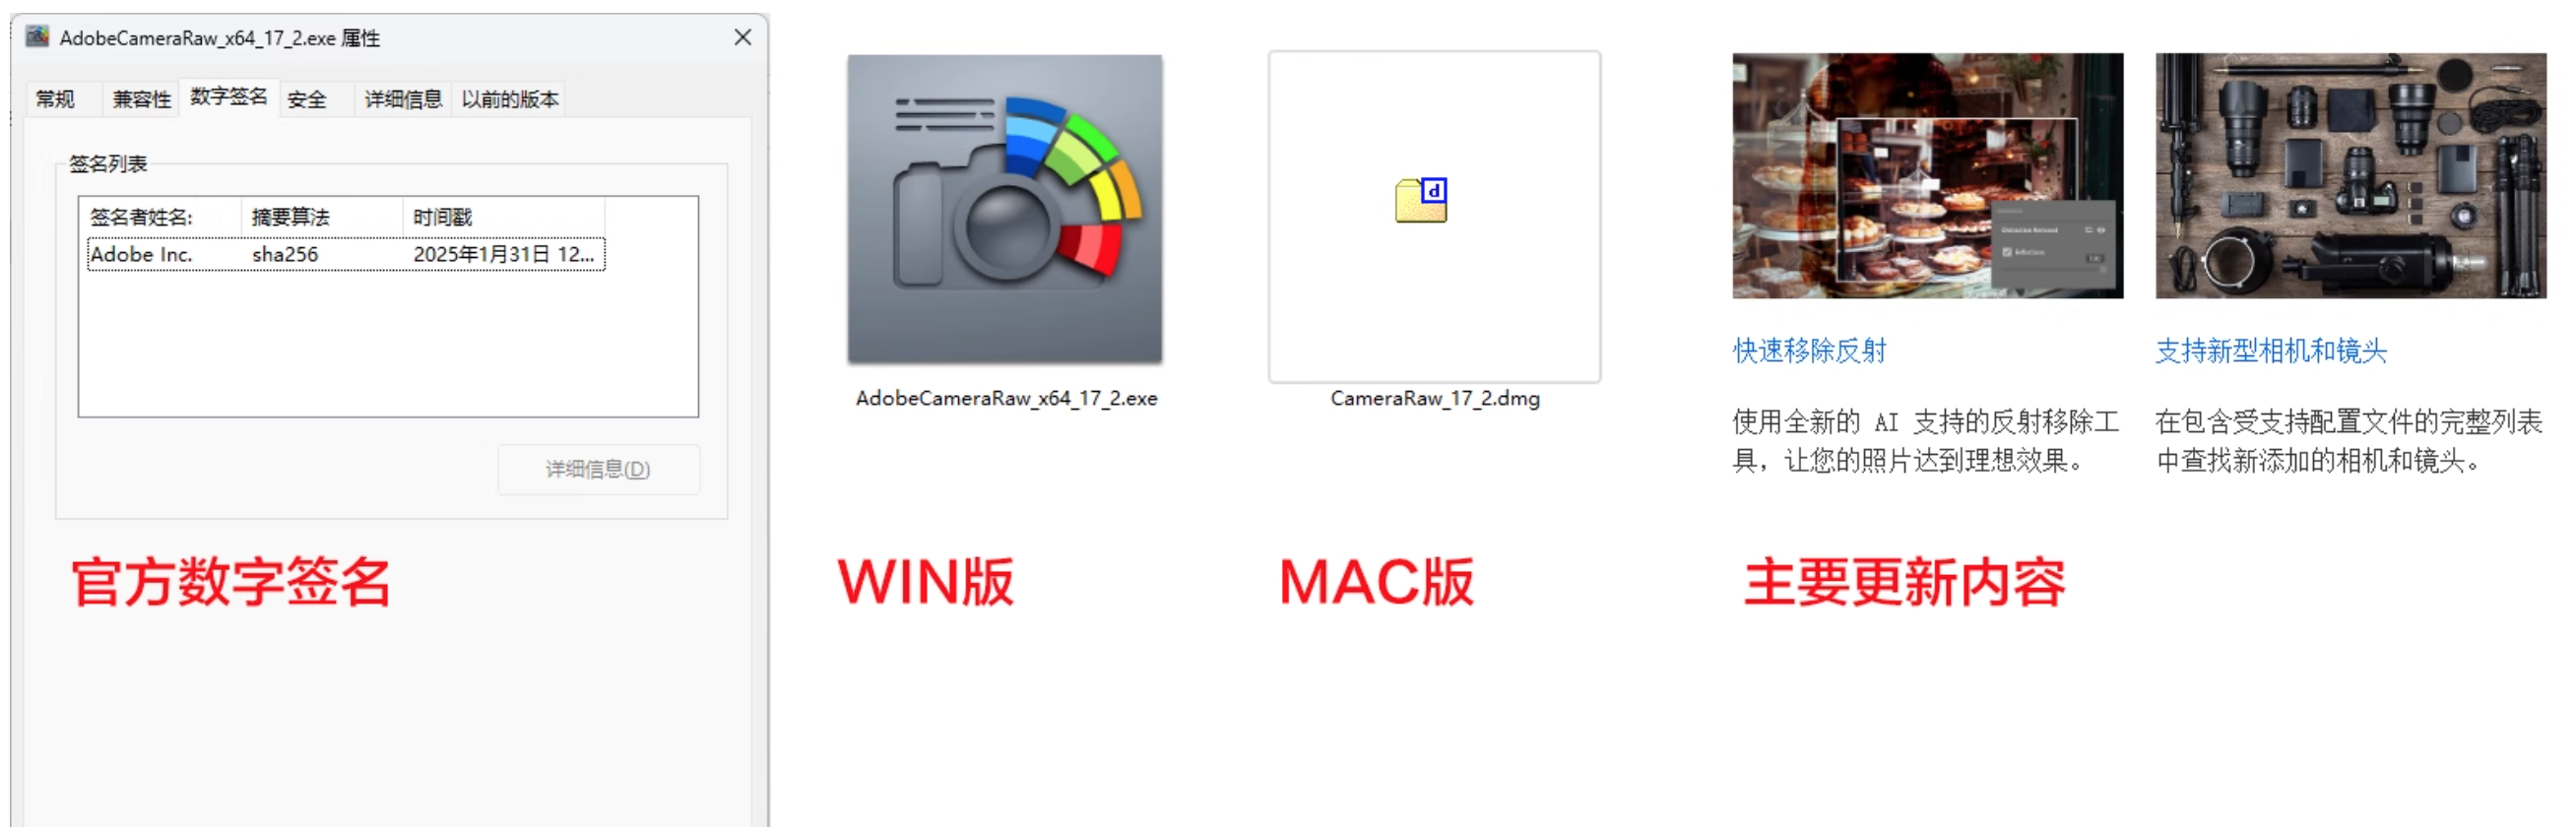 AdobeCameraRaw_x64_17_2.exe 属性
常规 兼容性 数字签名 安全 详细信息 以前的版本
签名列表
签名者姓名: 摘要算法 时间戳
Adobe Inc. sha256 2025年1月31日 12...
详细信息(D)
官方数字签名
AdobeCameraRaw_x64_17_2.exe
WIN版
d
CameraRaw_17_2.dmg
MAC版
Distraction Removal
Reflections
100
快速移除反射
使用全新的 AI 支持的反射移除工
具，让您的照片达到理想效果。
支持新型相机和镜头
在包含受支持配置文件的完整列表
中查找新添加的相机和镜头。
主要更新内容